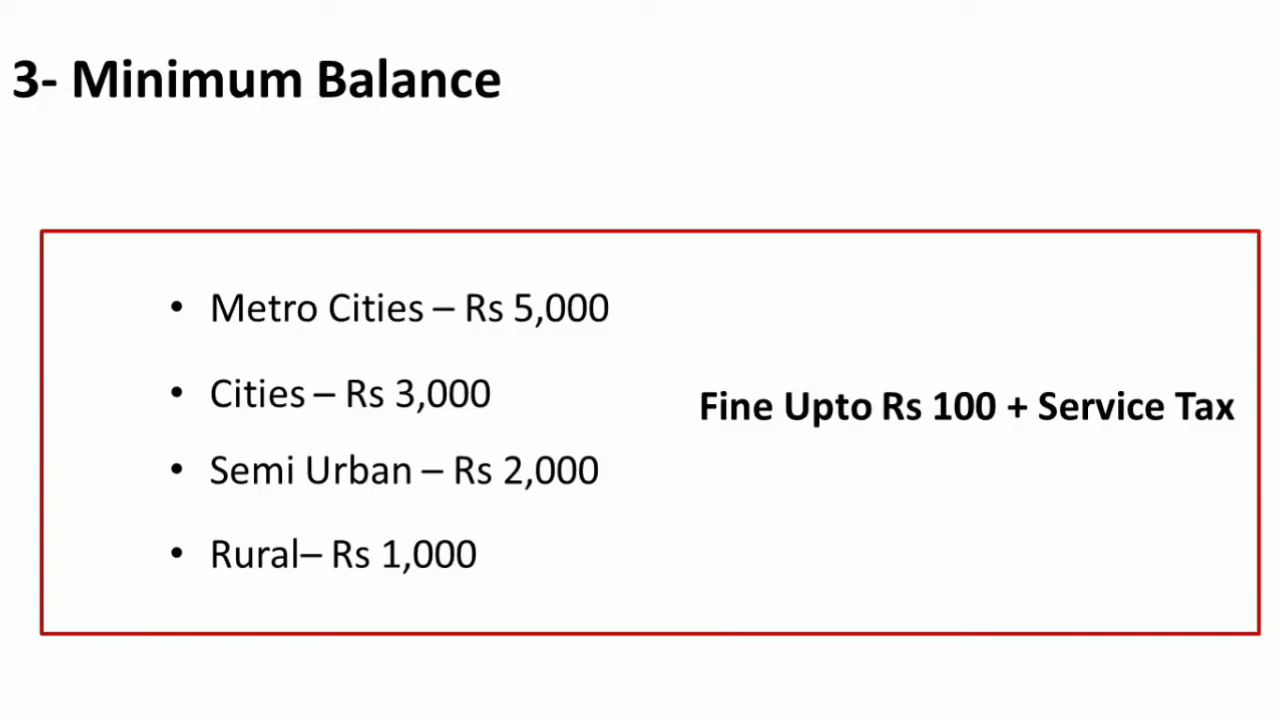 3- Minimum Balance
• Metro Cities – Rs 5,000
• Cities – Rs 3,000
Fine Upto Rs 100 + Service Tax
• Semi Urban – Rs 2,000
• Rural– Rs 1,000